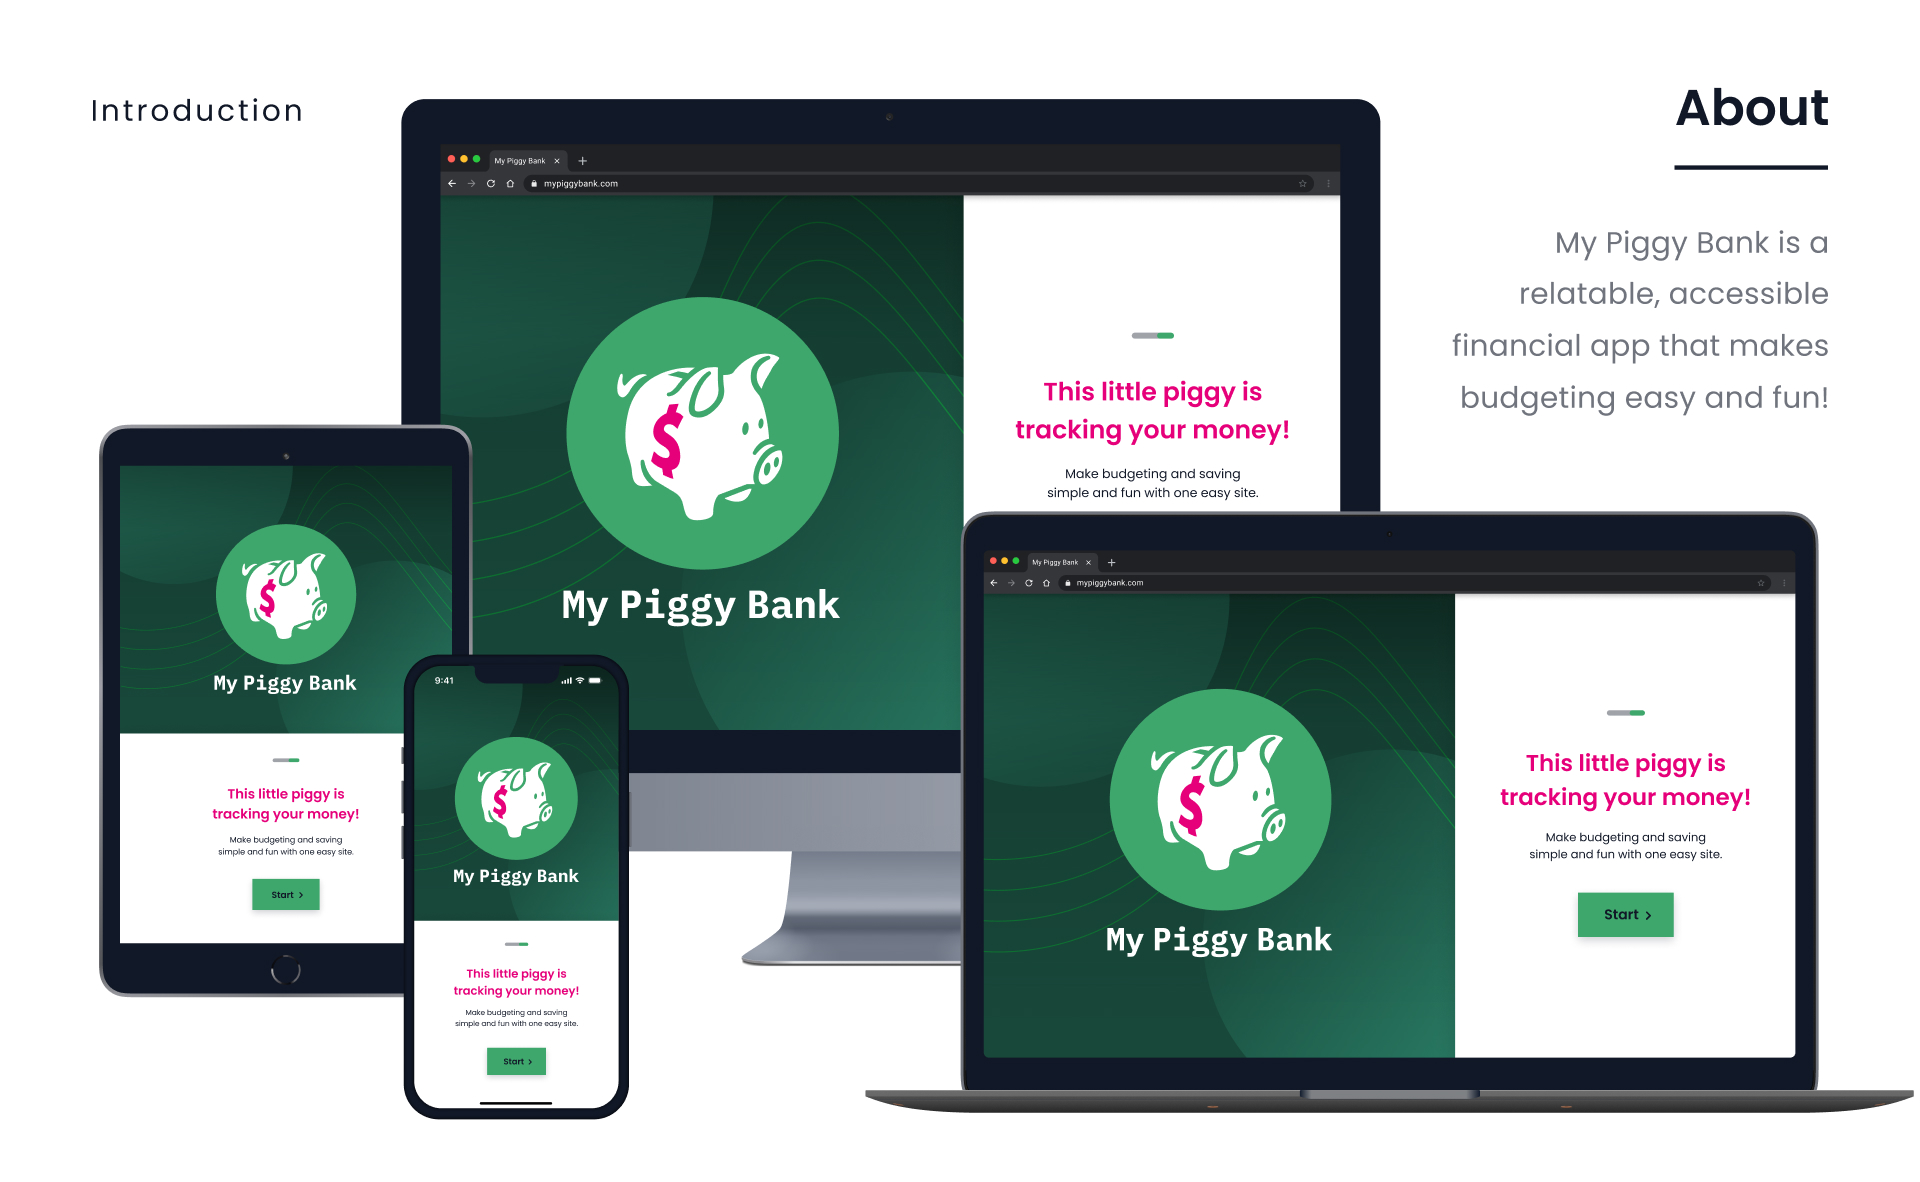 Introduction
About
My Piggy Bank is a
relatable, accessible
financial app that makes
budgeting easy and fun!
My Piggy Bank
mypiggybank.com
$
My Piggy Bank
This little piggy is
tracking your money!
Make budgeting and saving
simple and fun with one easy site.
$
My Piggy Bank
This little piggy is
tracking your money!
Make budgeting and saving
simple and fun with one easy site.
Start >
9:41
$
My Piggy Bank
This little piggy is
tracking your money!
Make budgeting and saving
simple and fun with one easy site.
Start >
My Piggy Bank
mypiggybank.com
$
My Piggy Bank
This little piggy is
tracking your money!
Make budgeting and saving
simple and fun with one easy site.
Start >